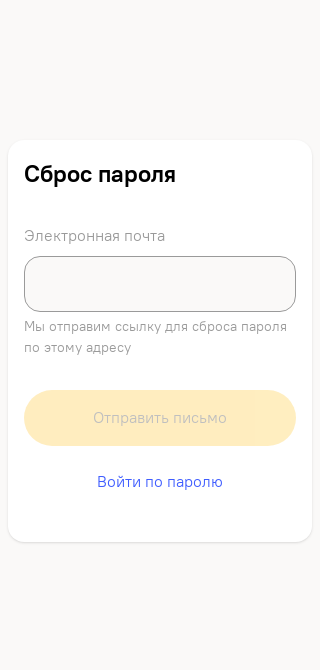 Сброс пароля
Электронная почта
Мы отправим ссылку для сброса пароля
по этому адресу
Отправить письмо
Войти по паролю